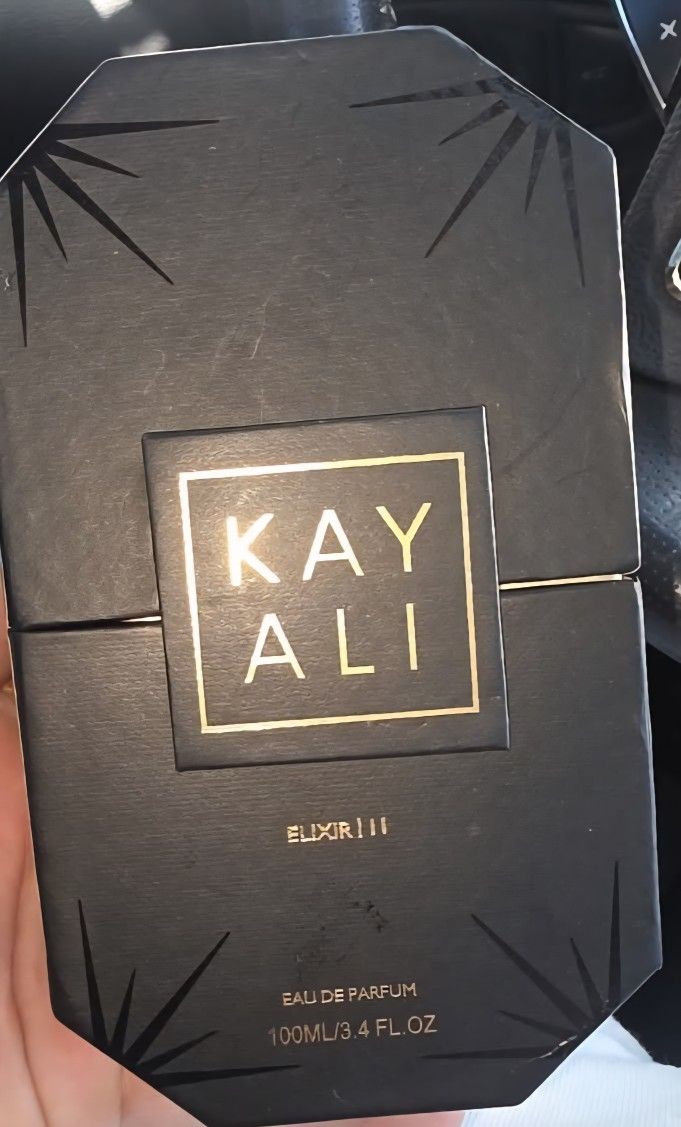 KAY
ALI
ELIXIR | 11
EAU DE PARFUM
100ML/3.4 FL.OZ